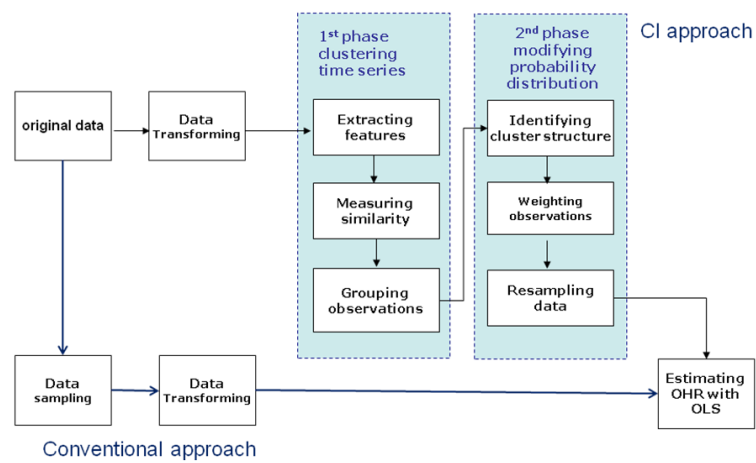 CI approach
1st phase
clustering
time series
2nd phase
modifying
probability
distribution
original data
Data
Transforming
Extracting
features
Measuring
similarity
Grouping
observations
Identifying
cluster structure
Weighting
observations
Resampling
data
Data
sampling
Data
Transforming
Estimating
OHR with
OLS
Conventional approach